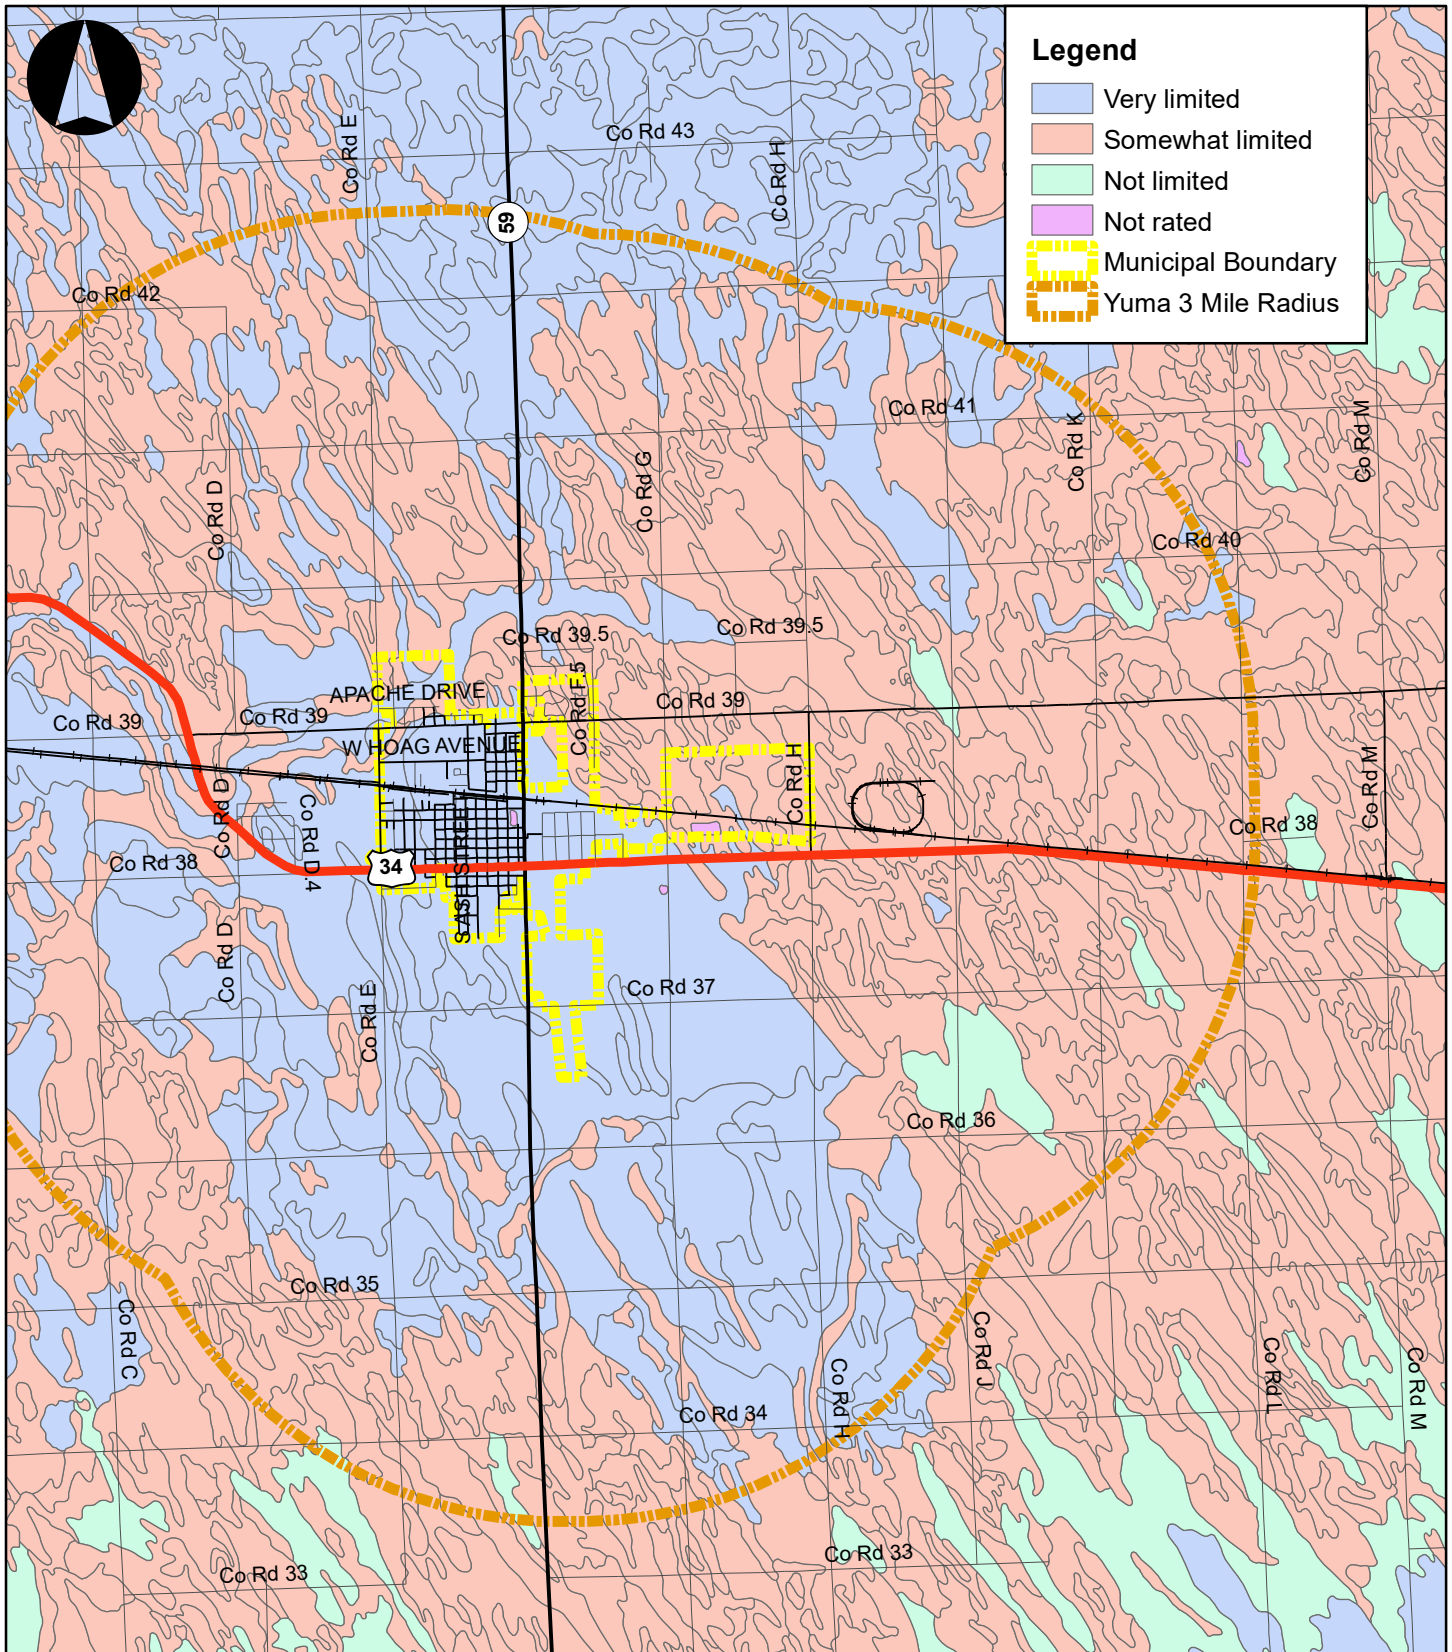 Legend
Very limited
Somewhat limited
Not limited
Not rated
Municipal Boundary
Yuma 3 Mile Radius
Co Rd E
Co Rd 43
Co Rd H
59
Co Rd 42
Co Rd 41
Co Rd K
Co Rd M
Co Rd D
Co Rd G
Co Rd 40
Co Rd 39.5
Co Rd 39.5
APACHE DRIVE
Co Rd F.5
Co Rd 39
Co Rd 39
Co Rd 39
W HOAG AVENUE
Co Rd H
Co Rd M
Co Rd D
Co Rd D.4
S ASH STREET
Co Rd 38
34
Co Rd 38
Co Rd D
Co Rd E
Co Rd 37
Co Rd 36
Co Rd 35
Co Rd C
Co Rd J
Co Rd H
Co Rd L
Co Rd M
Co Rd 34
Co Rd 33
Co Rd 33